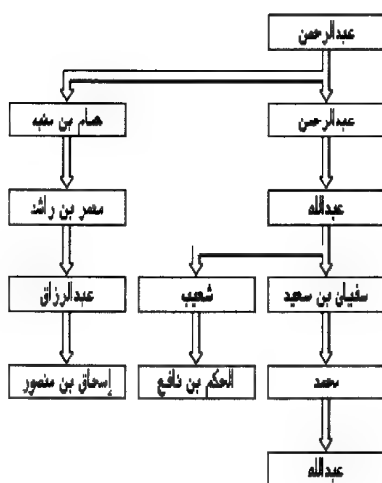 عبدالرحمن
عبدالرحمن
همام بن منبه
عبدالله
معمر بن راشد
سفيان بن سعيد
شعيب
عبدالرزاق
محمد
الحكم بن نافع
إسحاق بن منصور
عبدالله